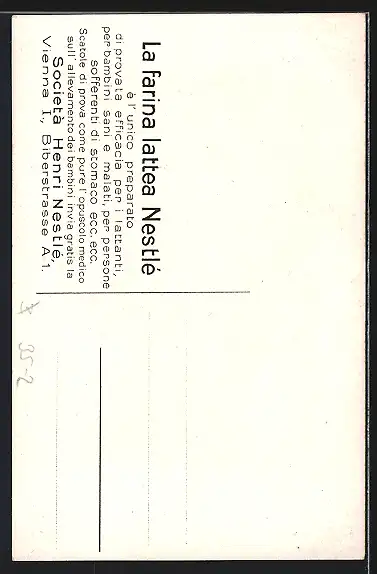 La farina lattea Nestlé
è l'unico preparato
di provata efficacia per i lattanti,
per bambini sani e malati, per persone
sofferenti di stomaco ecc. ecc.
Scatole di prova come pure l'opuscolo medico
sull'allevamento dei bambini invia gratis la
Società Henri Nestlé,
Vienna I, Biberstrasse A 1.
35-2